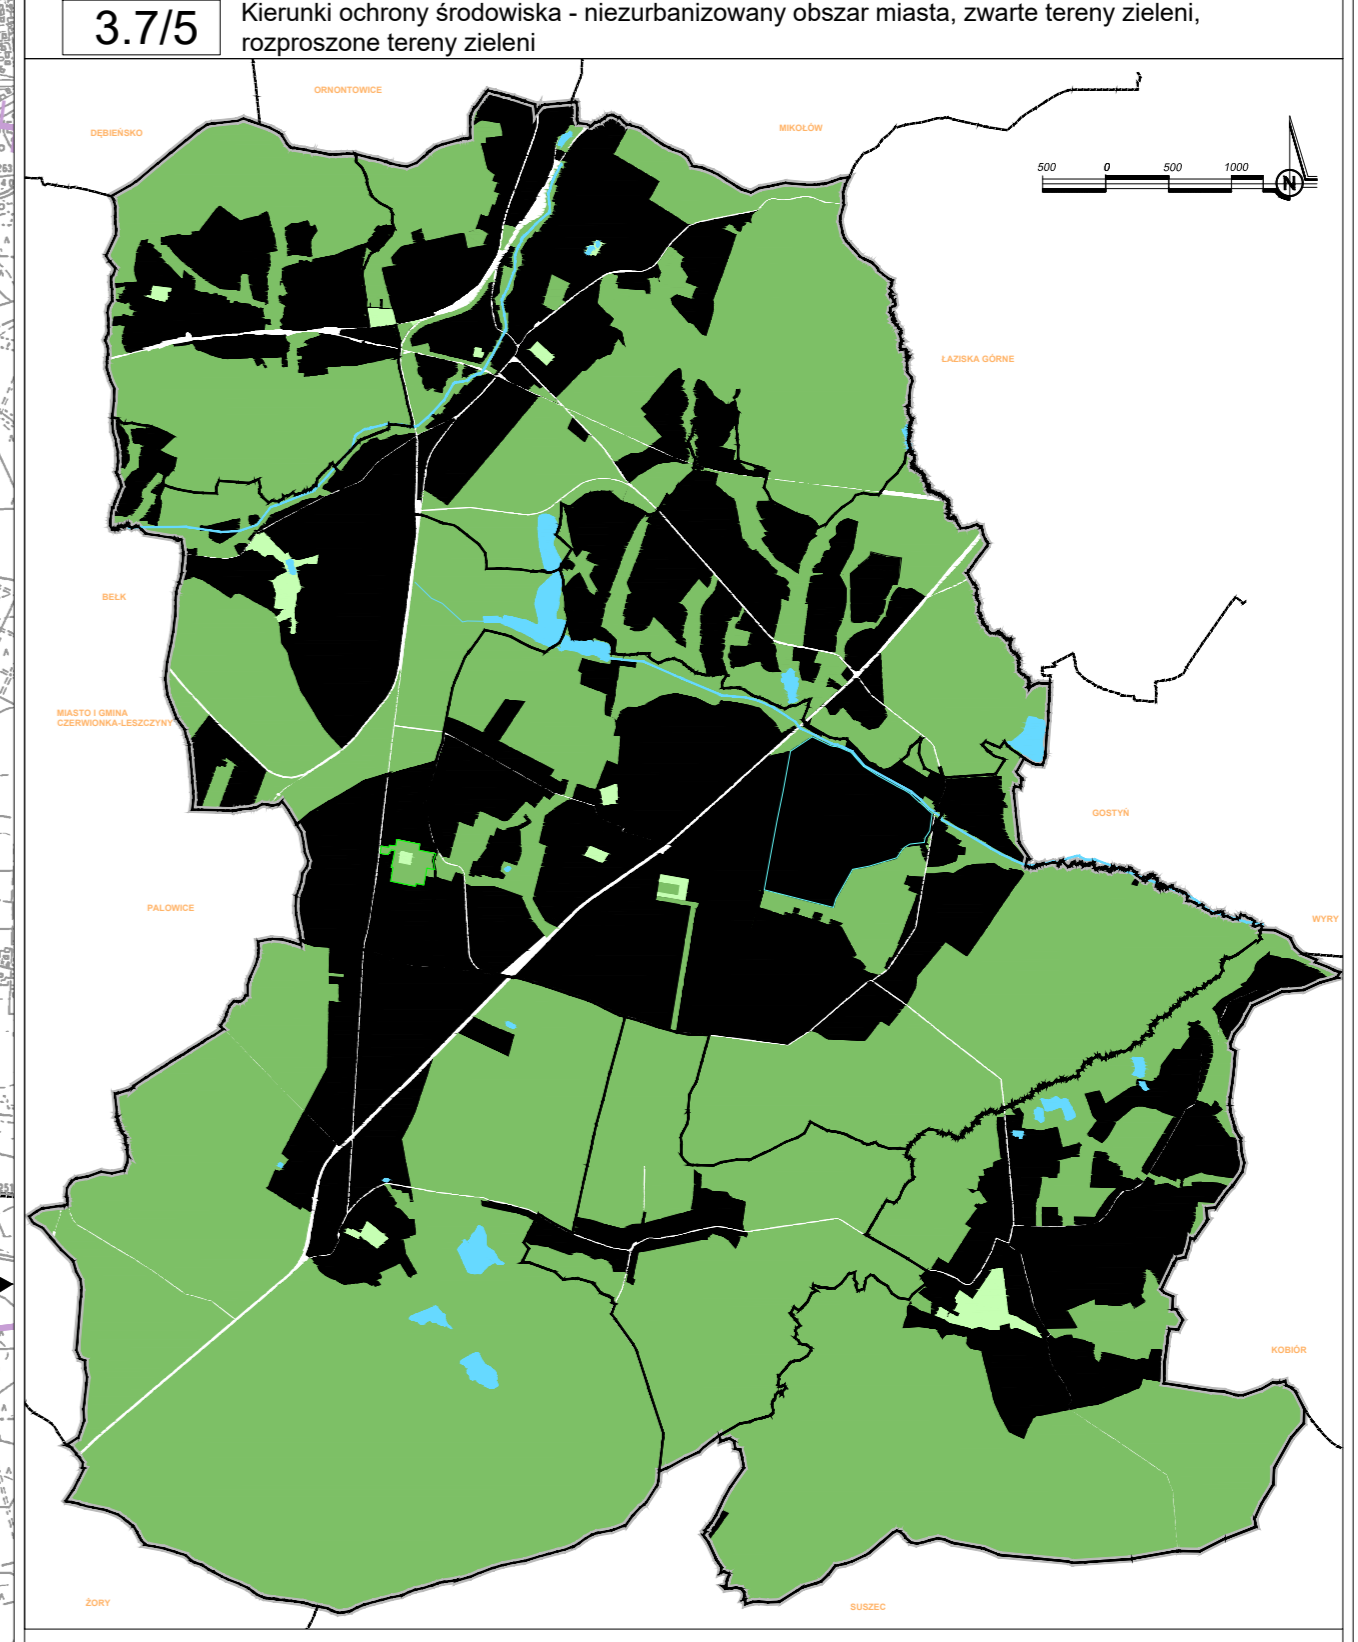 3.7/5
Kierunki ochrony środowiska - niezurbanizowany obszar miasta, zwarte tereny zieleni,
rozproszone tereny zieleni
ORNONTOWICE
DĘBIEŃSKO
MIKOŁÓW
500 0 500 1000
N
ŁAZISKA GÓRNE
BEŁK
MIASTO I GMINA
CZERWIONKA-LESZCZYNY
GOSTYŃ
PALOWICE
WYRY
KOBIÓR
ŻORY
SUSZEC